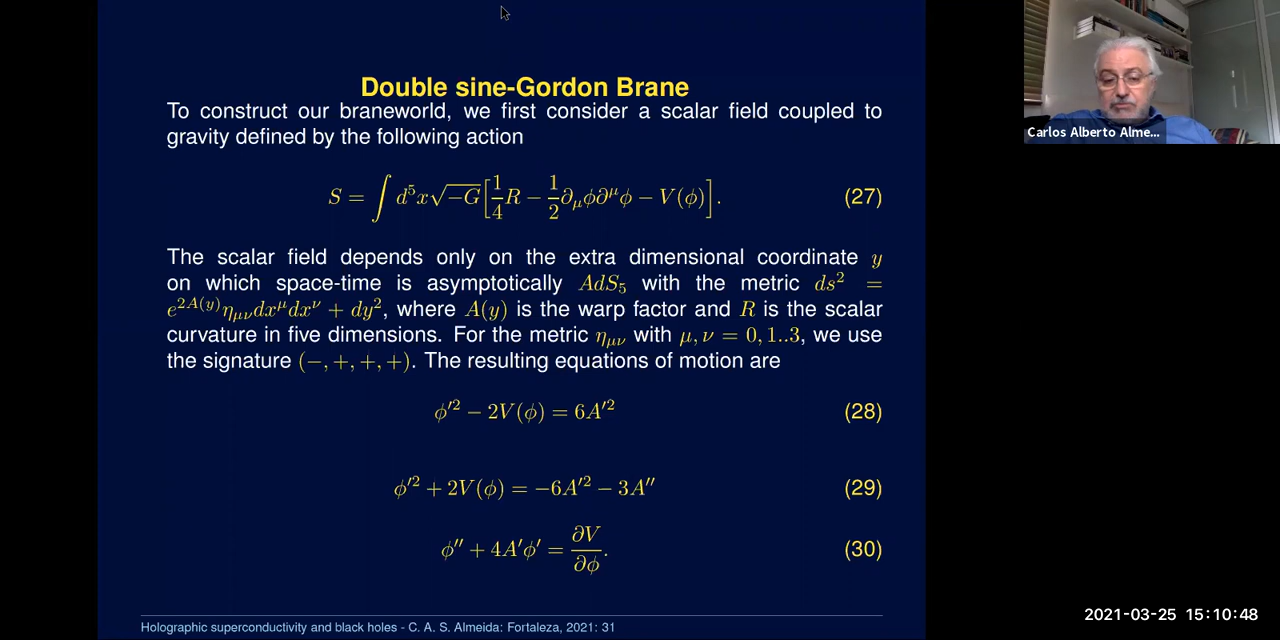 Double sine-Gordon Brane
To construct our braneworld, we first consider a scalar field coupled to
gravity defined by the following action
S = ∫ d⁵x√−G[¼R − ½∂_μϕ∂^μϕ − V(ϕ)]. (27)
The scalar field depends only on the extra dimensional coordinate y
on which space-time is asymptotically AdS₅ with the metric ds² =
e^{2A(y)}η_{μν}dx^μdx^ν + dy², where A(y) is the warp factor and R is the scalar
curvature in five dimensions. For the metric η_{μν} with μ, ν = 0, 1..3, we use
the signature (−, +, +, +). The resulting equations of motion are
ϕ′² − 2V(ϕ) = 6A′² (28)
ϕ′² + 2V(ϕ) = −6A′² − 3A″ (29)
ϕ″ + 4A′ϕ′ = ∂V/∂ϕ. (30)
Holographic superconductivity and black holes - C. A. S. Almeida: Fortaleza, 2021: 31
Carlos Alberto Alme...
2021-03-25 15:10:48